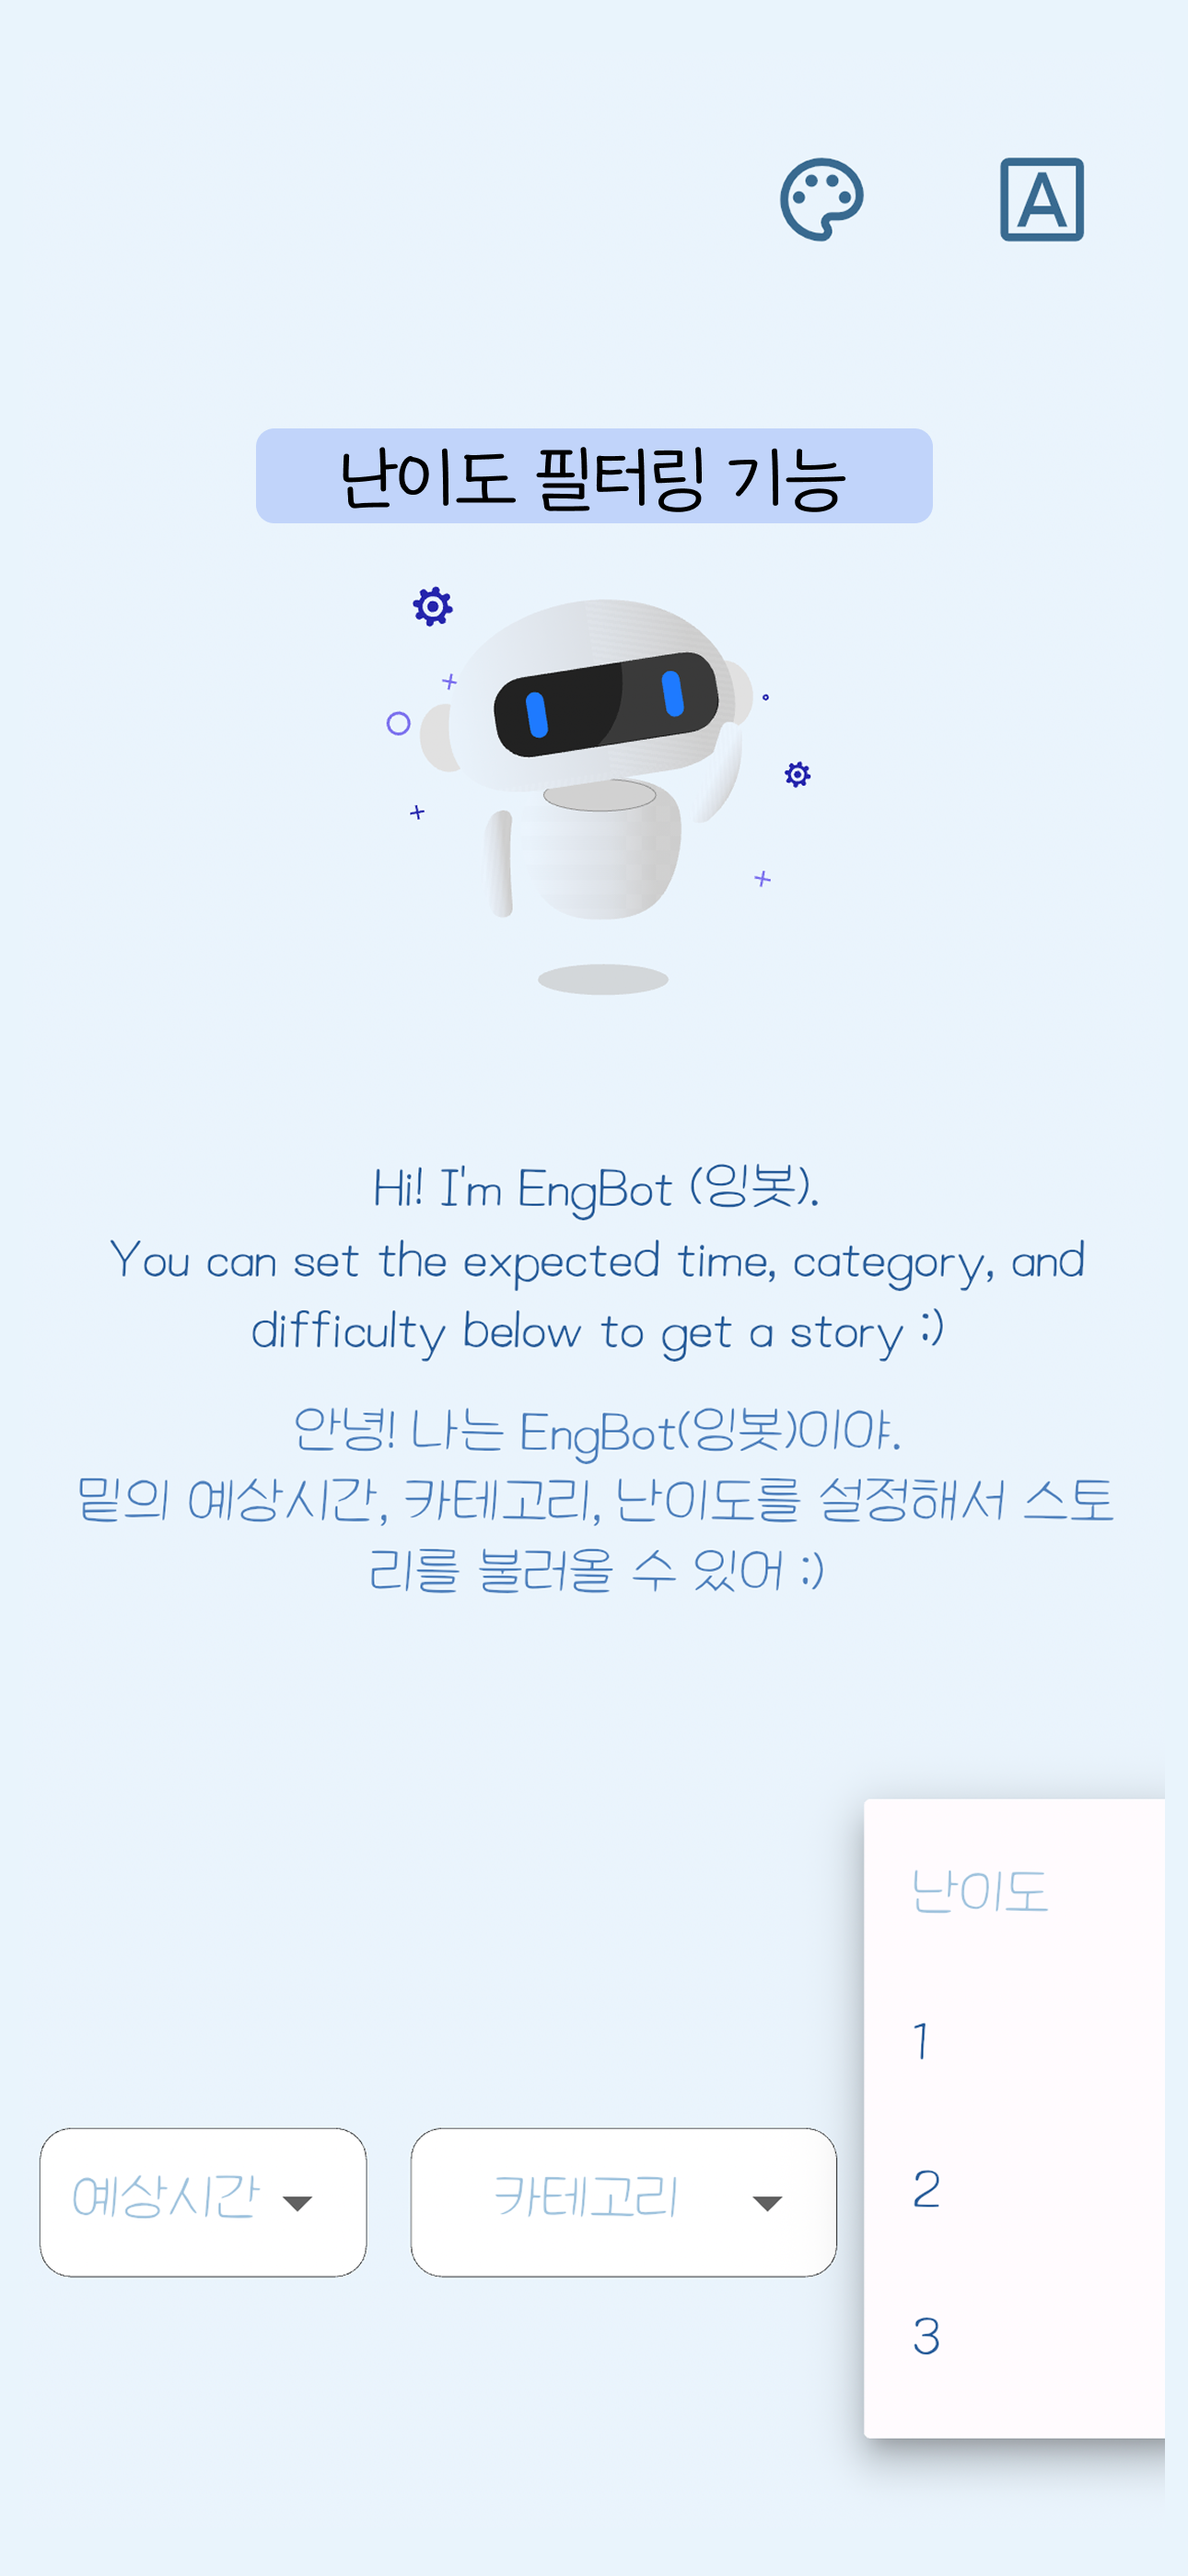 A
난이도 필터링 기능
Hi! I'm EngBot (잉봇).
You can set the expected time, category, and
difficulty below to get a story :)
안녕! 나는 EngBot(잉봇)이야.
밑의 예상시간, 카테고리, 난이도를 설정해서 스토
리를 불러올 수 있어 :)
난이도
1
2
예상시간
카테고리
3